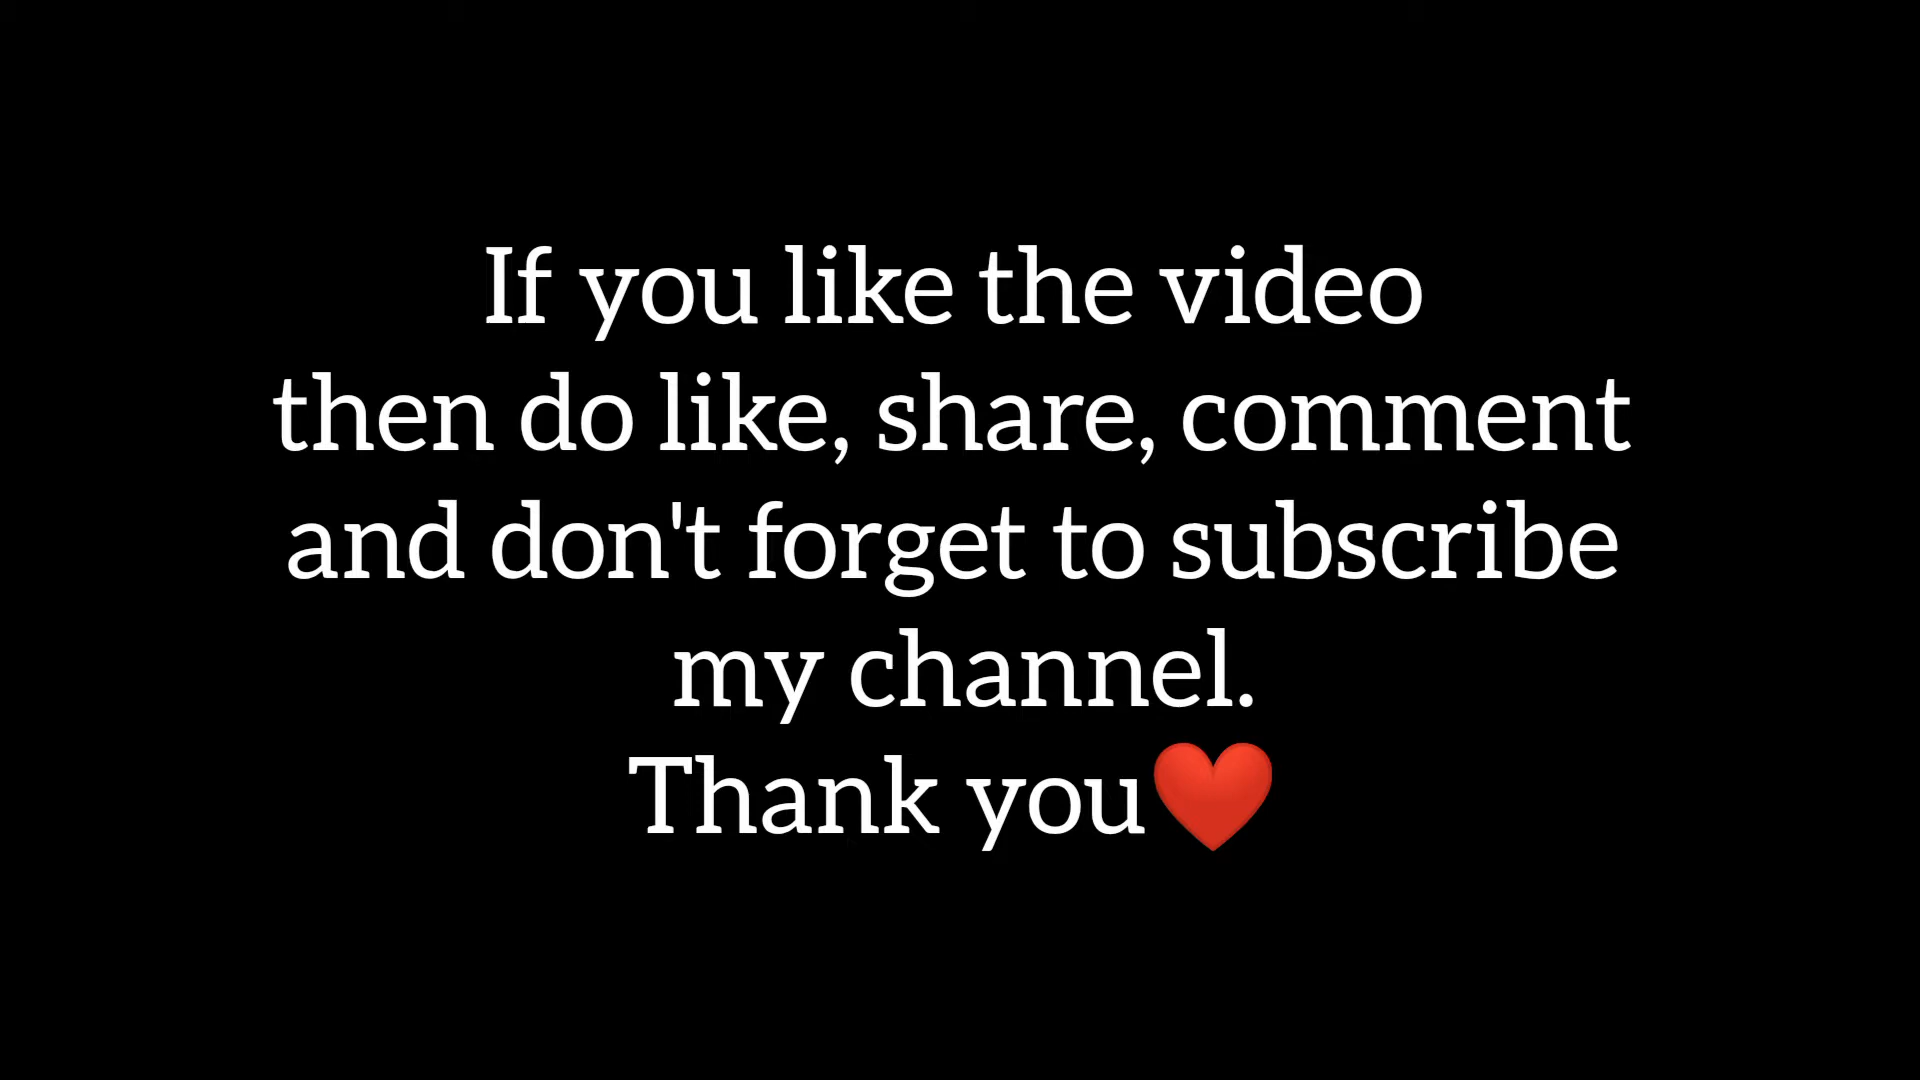 If you like the video
then do like, share, comment
and don't forget to subscribe
my channel.
Thank you❤️